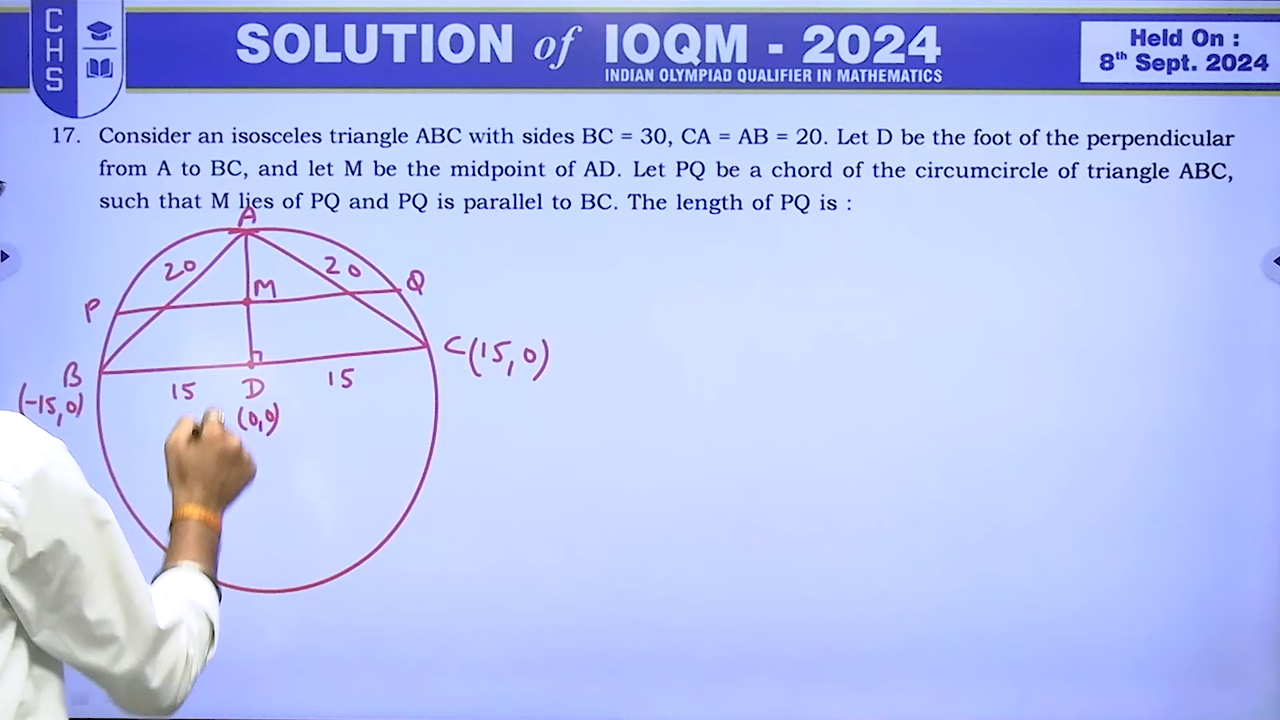 CHS
SOLUTION of IOQM - 2024
INDIAN OLYMPIAD QUALIFIER IN MATHEMATICS
Held On :
8th Sept. 2024
17. Consider an isosceles triangle ABC with sides BC = 30, CA = AB = 20. Let D be the foot of the perpendicular
from A to BC, and let M be the midpoint of AD. Let PQ be a chord of the circumcircle of triangle ABC,
such that M lies of PQ and PQ is parallel to BC. The length of PQ is :
A
20
20
M
Q
P
C(15,0)
B
15
D
15
(-15,0)
(0,0)